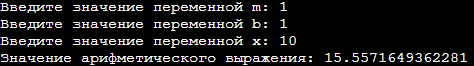 Введите значение переменной m: 1
Введите значение переменной b: 1
Введите значение переменной x: 10
Значение арифметического выражения: 15.5571649362281